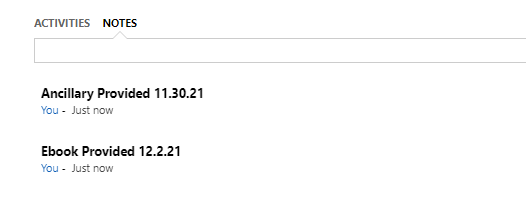 ACTIVITIES NOTES
Ancillary Provided 11.30.21
You - Just now
Ebook Provided 12.2.21
You - Just now